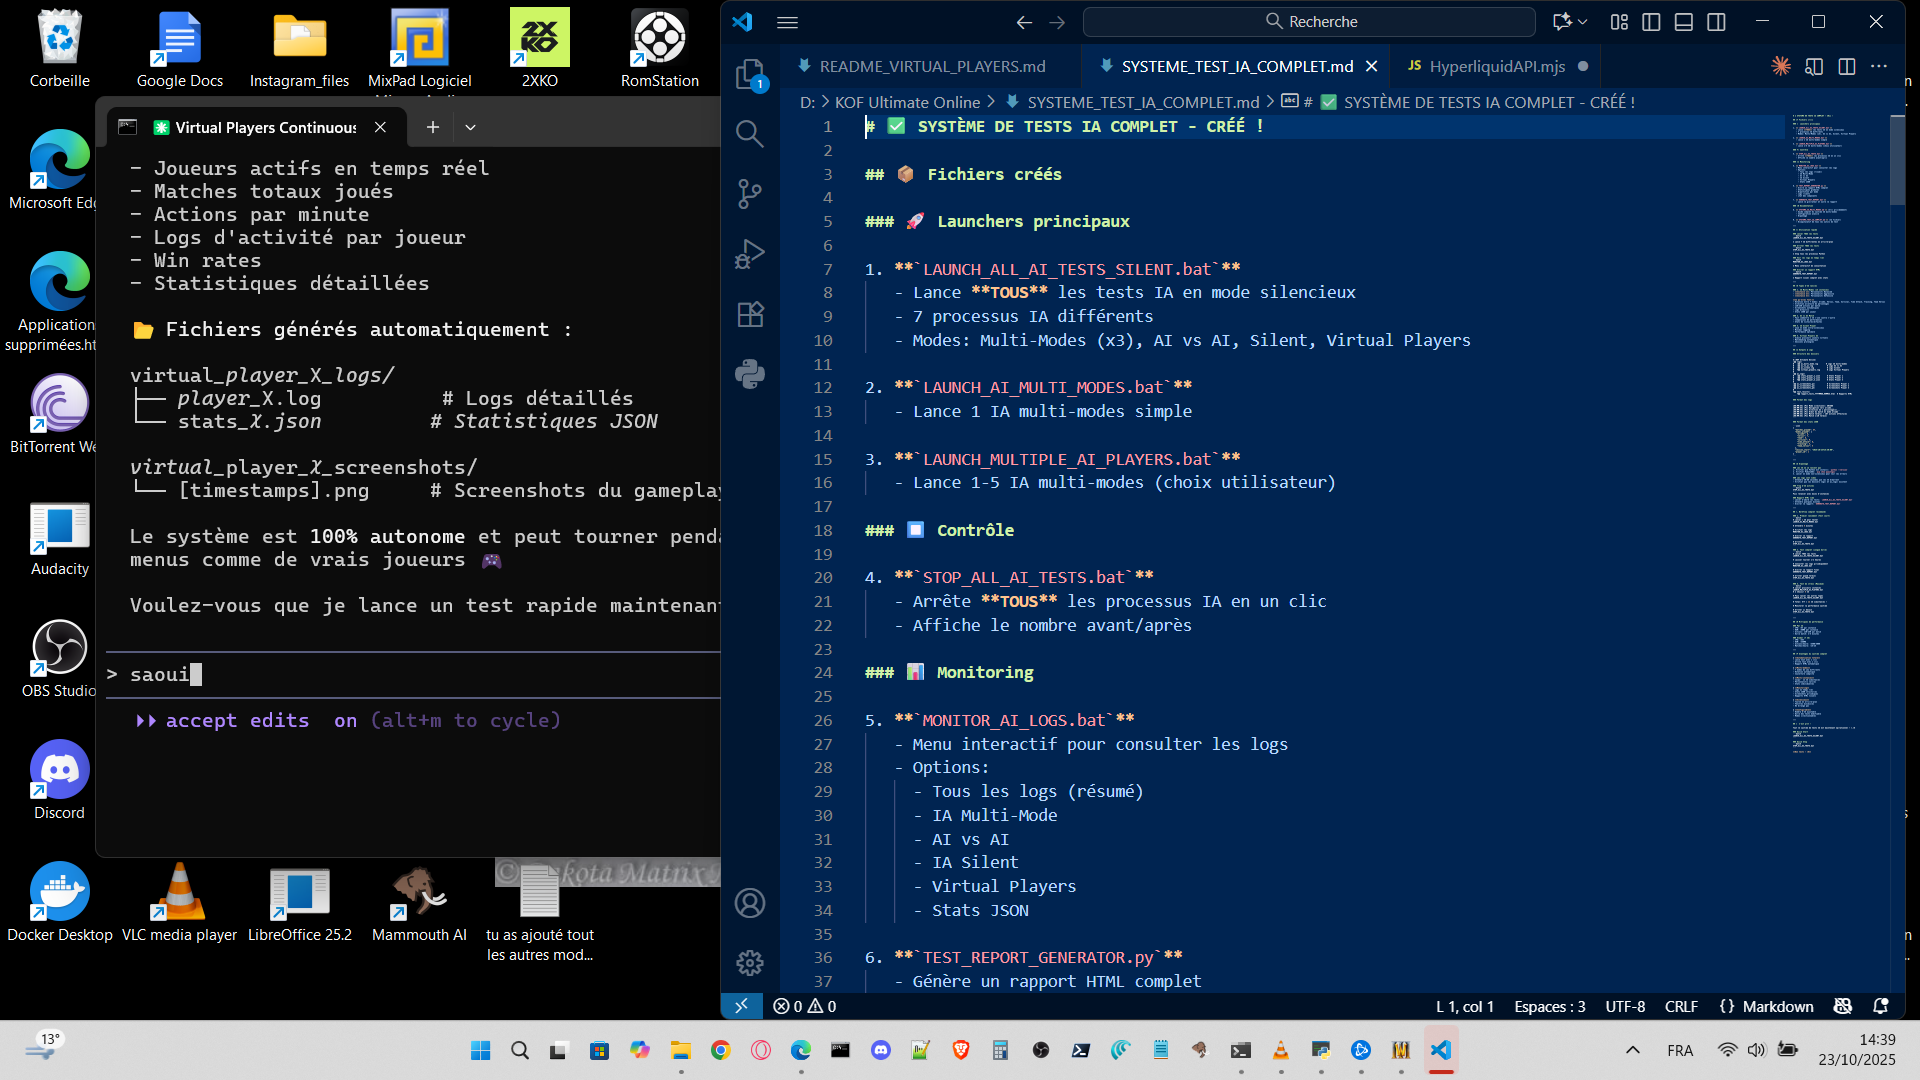 Corbeille
Google Docs
Instagram_files
MixPad Logiciel
2XKO
RomStation
Microsoft Edg
Application
supprimées.ht
BitTorrent We
Audacity
OBS Studio
Discord
Docker Desktop
VLC media player
LibreOffice 25.2
Mammouth AI
tu as ajouté tout
les autres mod...
Virtual Players Continuous
- Joueurs actifs en temps réel
- Matches totaux joués
- Actions par minute
- Logs d'activité par joueur
- Win rates
- Statistiques détaillées
📂 Fichiers générés automatiquement :
virtual_player_X_logs/
├── player_X.log # Logs détaillés
└── stats_X.json # Statistiques JSON
virtual_player_X_screenshots/
└── [timestamps].png # Screenshots du gameplay
Le système est 100% autonome et peut tourner penda
menus comme de vrais joueurs 🎮
Voulez-vous que je lance un test rapide maintenant
> saoui
accept edits on (alt+m to cycle)
Recherche
1
README_VIRTUAL_PLAYERS.md
SYSTEME_TEST_IA_COMPLET.md
JS HyperliquidAPI.mjs
D: > KOF Ultimate Online > SYSTEME_TEST_IA_COMPLET.md > # ✅ SYSTÈME DE TESTS IA COMPLET - CRÉÉ !
1 # ✅ SYSTÈME DE TESTS IA COMPLET - CRÉÉ !
2
3 ## 📦 Fichiers créés
4
5 ### 🚀 Launchers principaux
6
7 1. **`LAUNCH_ALL_AI_TESTS_SILENT.bat`**
8 - Lance **TOUS** les tests IA en mode silencieux
9 - 7 processus IA différents
10 - Modes: Multi-Modes (x3), AI vs AI, Silent, Virtual Players
11
12 2. **`LAUNCH_AI_MULTI_MODES.bat`**
13 - Lance 1 IA multi-modes simple
14
15 3. **`LAUNCH_MULTIPLE_AI_PLAYERS.bat`**
16 - Lance 1-5 IA multi-modes (choix utilisateur)
17
18 ### ⏹️ Contrôle
19
20 4. **`STOP_ALL_AI_TESTS.bat`**
21 - Arrête **TOUS** les processus IA en un clic
22 - Affiche le nombre avant/après
23
24 ### 📊 Monitoring
25
26 5. **`MONITOR_AI_LOGS.bat`**
27 - Menu interactif pour consulter les logs
28 - Options:
29 - Tous les logs (résumé)
30 - IA Multi-Mode
31 - AI vs AI
32 - IA Silent
33 - Virtual Players
34 - Stats JSON
35
36 6. **`TEST_REPORT_GENERATOR.py`**
37 - Génère un rapport HTML complet
0 0
L 1, col 1
Espaces : 3
UTF-8
CRLF
{} Markdown
13°
FRA
14:39
23/10/2025